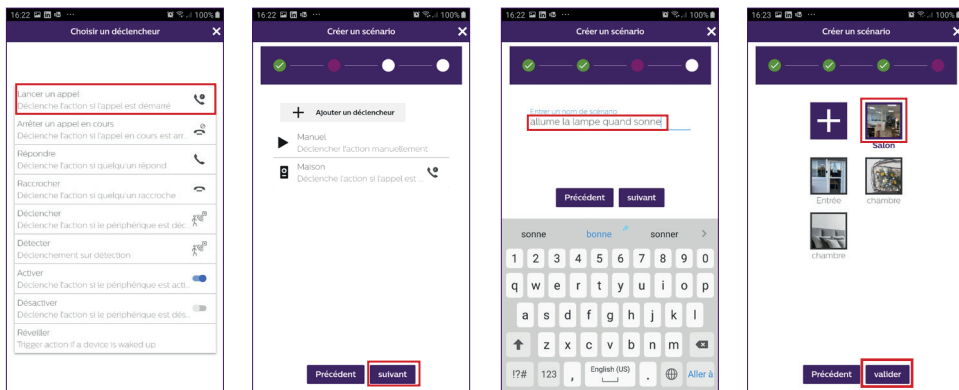 16:22 ... 100%
Choisir un déclencheur
Lancer un appel
Déclenche l'action si l'appel est démarré
Arrêter un appel en cours
Déclenche l'action si l'appel en cours est arr...
Répondre
Déclenche l'action si quelqu'un répond
Raccrocher
Déclenche l'action si quelqu'un raccroche
Déclencher
Déclenche l'action si le périphérique est déc...
Détecter
Déclenchement sur détection
Activer
Déclenche l'action si le périphérique est acti...
Désactiver
Déclenche l'action si le périphérique est dés...
Réveiller
Trigger action if a device is waked up
16:22 ... 100%
Créer un scénario
Ajouter un déclencheur
Manuel
Déclencher l'action manuellement
Maison
Déclenche l'action si l'appel est ...
Précédent suivant
16:22 ... 100%
Créer un scénario
Entrer un nom de scénario
allume la lampe quand sonne
Précédent suivant
sonne bonne sonner
1 2 3 4 5 6 7 8 9 0
q w e r t y u i o p
a s d f g h j k l
z x c v b n m
!?# 123 , English (US) . Aller à
16:23 ... 100%
Créer un scénario
Salon
Entrée chambre
chambre
Précédent valider